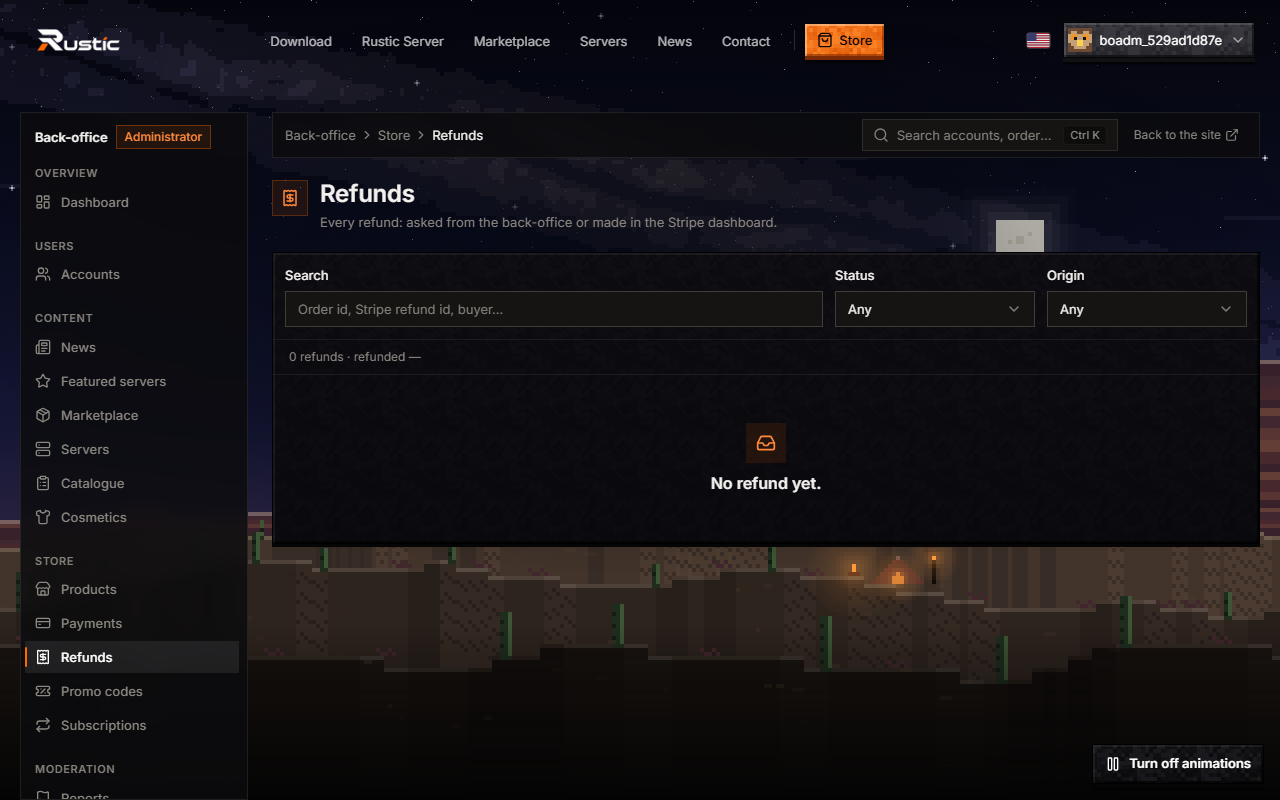 Rustic
Download
Rustic Server
Marketplace
Servers
News
Contact
Store
boadm_529ad1d87e
Back-office
Administrator
OVERVIEW
Dashboard
USERS
Accounts
CONTENT
News
Featured servers
Marketplace
Servers
Catalogue
Cosmetics
STORE
Products
Payments
Refunds
Promo codes
Subscriptions
MODERATION
Reports
Back-office > Store > Refunds
Search accounts, order...
Ctrl K
Back to the site
Refunds
Every refund: asked from the back-office or made in the Stripe dashboard.
Search
Order id, Stripe refund id, buyer...
Status
Any
Origin
Any
0 refunds · refunded —
No refund yet.
Turn off animations